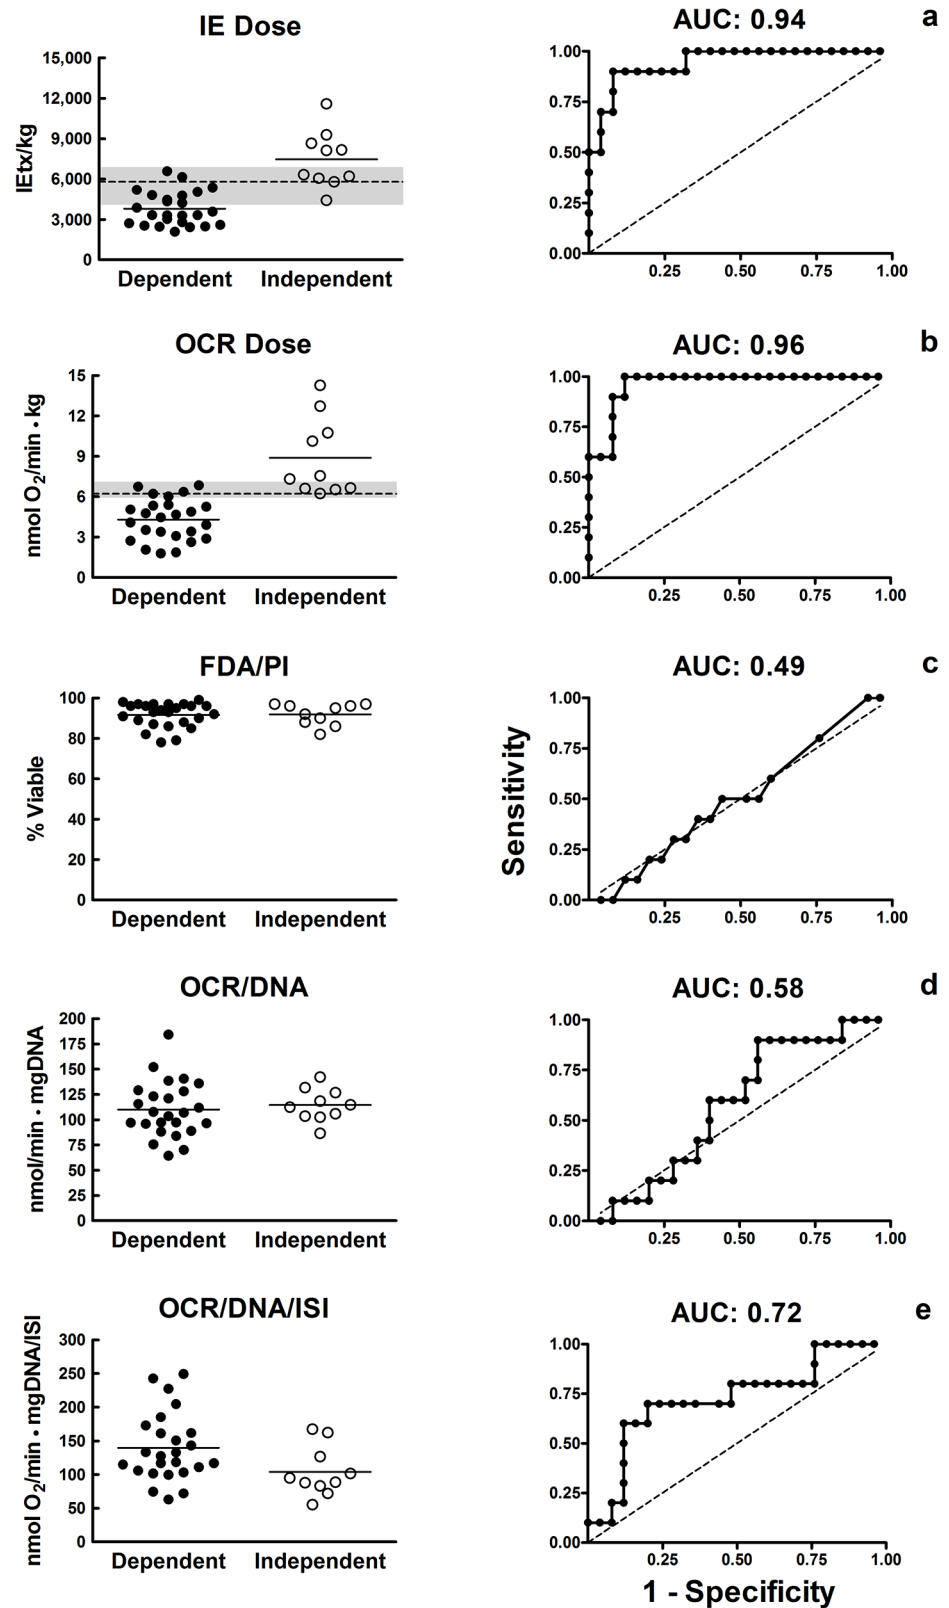 IE Dose
AUC: 0.94
a
15,000
12,000
9,000
6,000
3,000
0
IEtx/kg
Dependent Independent
1.00
0.75
0.50
0.25
0.00
0.25 0.50 0.75 1.00
OCR Dose
AUC: 0.96
b
15
12
9
6
3
0
nmol O2/min • kg
Dependent Independent
1.00
0.75
0.50
0.25
0.00
0.25 0.50 0.75 1.00
FDA/PI
AUC: 0.49
c
100
80
60
40
20
0
% Viable
Dependent Independent
Sensitivity
1.00
0.75
0.50
0.25
0.00
0.25 0.50 0.75 1.00
OCR/DNA
AUC: 0.58
d
200
175
150
125
100
75
50
25
0
nmol/min • mgDNA
Dependent Independent
1.00
0.75
0.50
0.25
0.00
0.25 0.50 0.75 1.00
OCR/DNA/ISI
AUC: 0.72
e
300
250
200
150
100
50
0
nmol O2/min • mgDNA/ISI
Dependent Independent
1.00
0.75
0.50
0.25
0.00
0.25 0.50 0.75 1.00
1 - Specificity